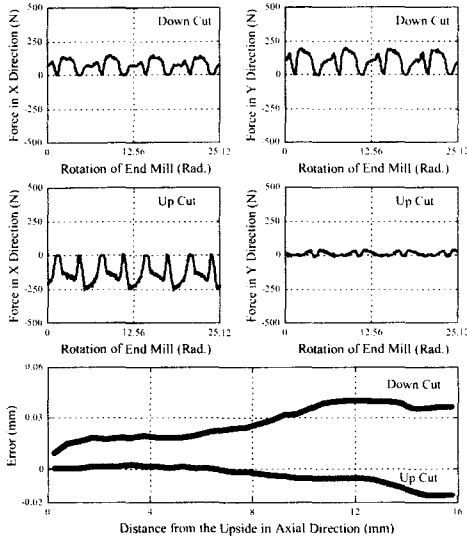 Down Cut
Force in X Direction (N)
500
250
0
-250
-500
0
12.56
25.12
Rotation of End Mill (Rad.)
Down Cut
Force in Y Direction (N)
500
250
0
-250
-500
0
12.56
25.12
Rotation of End Mill (Rad.)
Up Cut
Force in X Direction (N)
500
250
0
-250
-500
0
12.56
25.12
Rotation of End Mill (Rad.)
Up Cut
Force in Y Direction (N)
500
250
0
-250
-500
0
12.56
25.12
Rotation of End Mill (Rad.)
Down Cut
Up Cut
Error (mm)
0.06
0.03
0
-0.02
0
4
8
12
16
Distance from the Upside in Axial Direction (mm)